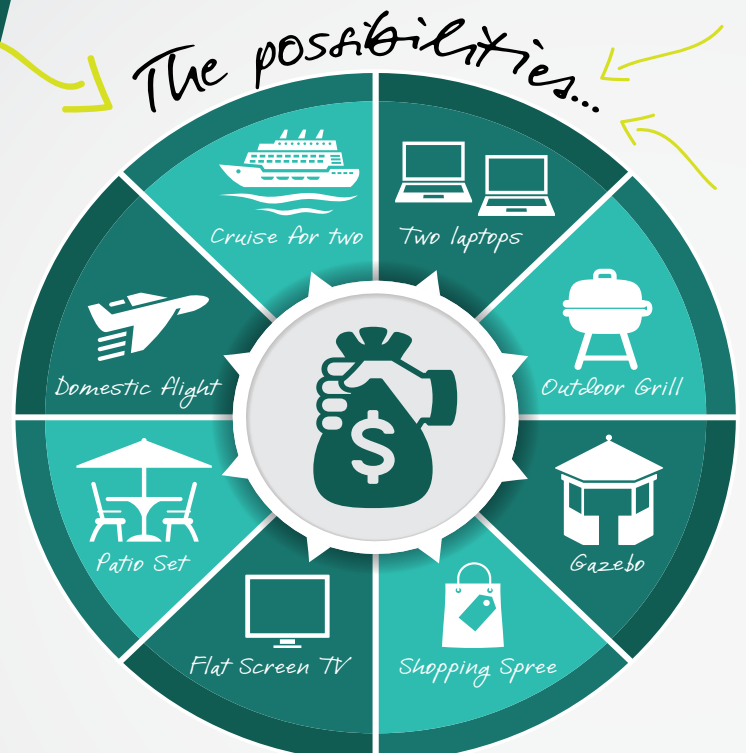 The possibilities...
Cruise for two
Two laptops
Domestic flight
Outdoor Grill
$
Patio Set
Gazebo
Flat Screen TV
Shopping Spree